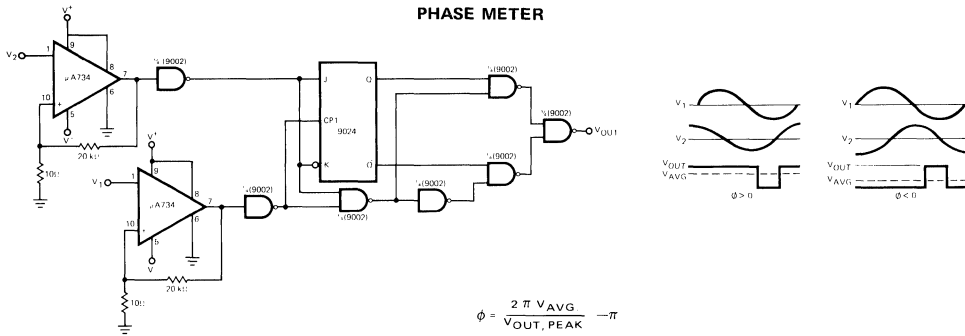 PHASE METER
V+
9
V2
1
μA734
8
7
6
10
+
5
V-
20 kΩ
10Ω
¼(9002)
J
Q
CP1
9024
K
Q̄
¼(9002)
¼(9002)
VOUT
V+
9
V1
1
μA734
8
7
6
10
+
5
V
20 kΩ
10Ω
¼(9002)
¼(9002)
¼(9002)
¼(9002)
V1
V2
VOUT
VAVG
ϕ > 0
V1
V2
VOUT
VAVG
ϕ < 0
ϕ = 2 π VAVG. / VOUT, PEAK − π